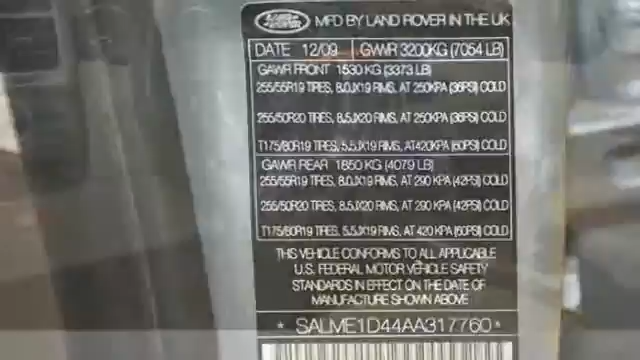 LAND ROVER MFD BY LAND ROVER IN THE UK
DATE 12/09 GVWR 3200KG (7054 LB)
GAWR FRONT 1530 KG (3373 LB)
255/55R19 TIRES, 8.0JX19 RIMS, AT 250KPA (36PSI) COLD
255/50R20 TIRES, 8.5JX20 RIMS, AT 250KPA (36PSI) COLD
T175/80R19 TIRES, 5.5JX19 RIMS, AT420KPA (60PSI) COLD
GAWR REAR 1850 KG (4079 LB)
255/55R19 TIRES, 8.0JX19 RIMS, AT 290 KPA (42PSI) COLD
255/50R20 TIRES, 8.5JX20 RIMS, AT 290 KPA (42PSI) COLD
T175/80R19 TIRES, 5.5JX19 RIMS, AT 420 KPA (60PSI) COLD
THIS VEHICLE CONFORMS TO ALL APPLICABLE
U.S. FEDERAL MOTOR VEHICLE SAFETY
STANDARDS IN EFFECT ON THE DATE OF
MANUFACTURE SHOWN ABOVE
* SALME1D44AA317760 *